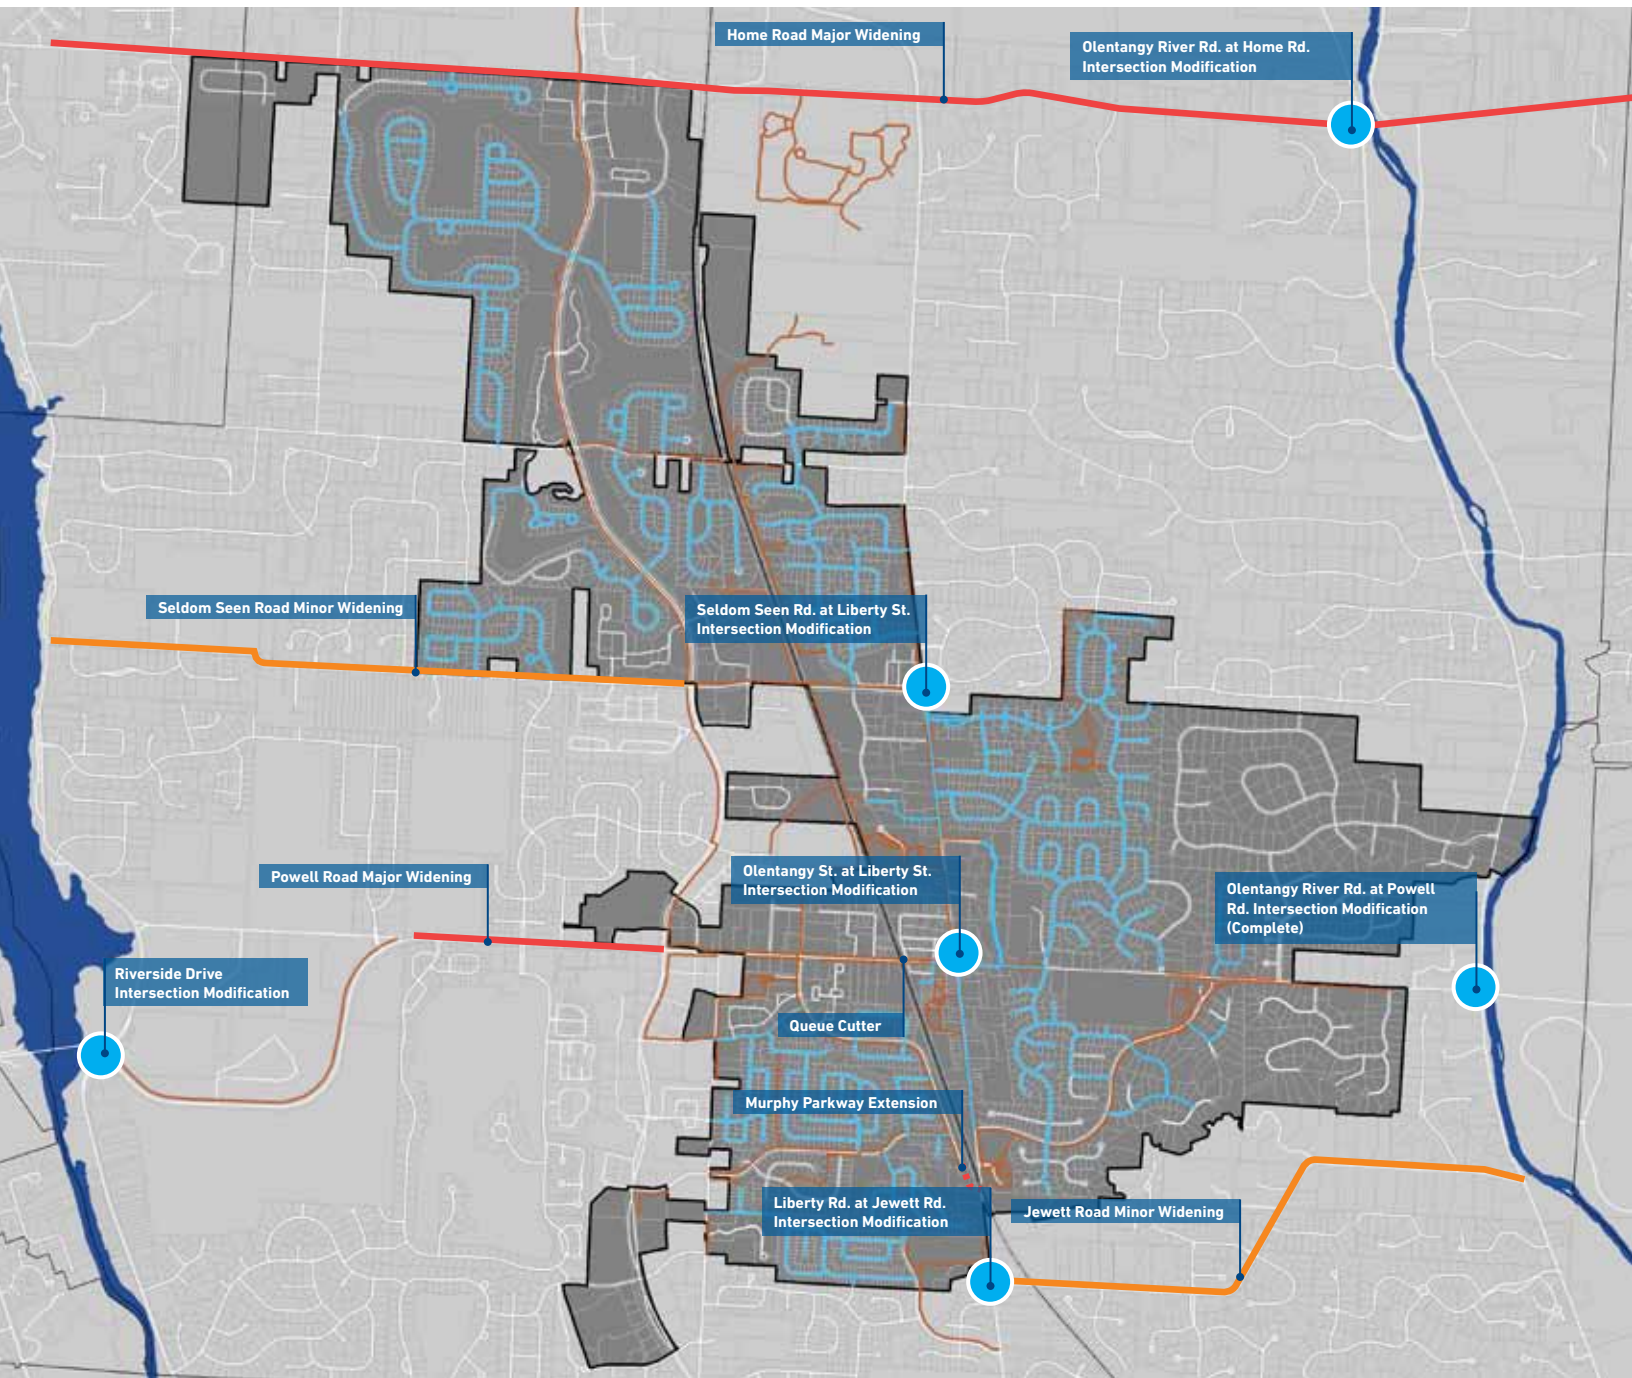 Home Road Major Widening
Olentangy River Rd. at Home Rd.
Intersection Modification
Seldom Seen Road Minor Widening
Seldom Seen Rd. at Liberty St.
Intersection Modification
Powell Road Major Widening
Olentangy St. at Liberty St.
Intersection Modification
Olentangy River Rd. at Powell
Rd. Intersection Modification
(Complete)
Riverside Drive
Intersection Modification
Queue Cutter
Murphy Parkway Extension
Liberty Rd. at Jewett Rd.
Intersection Modification
Jewett Road Minor Widening